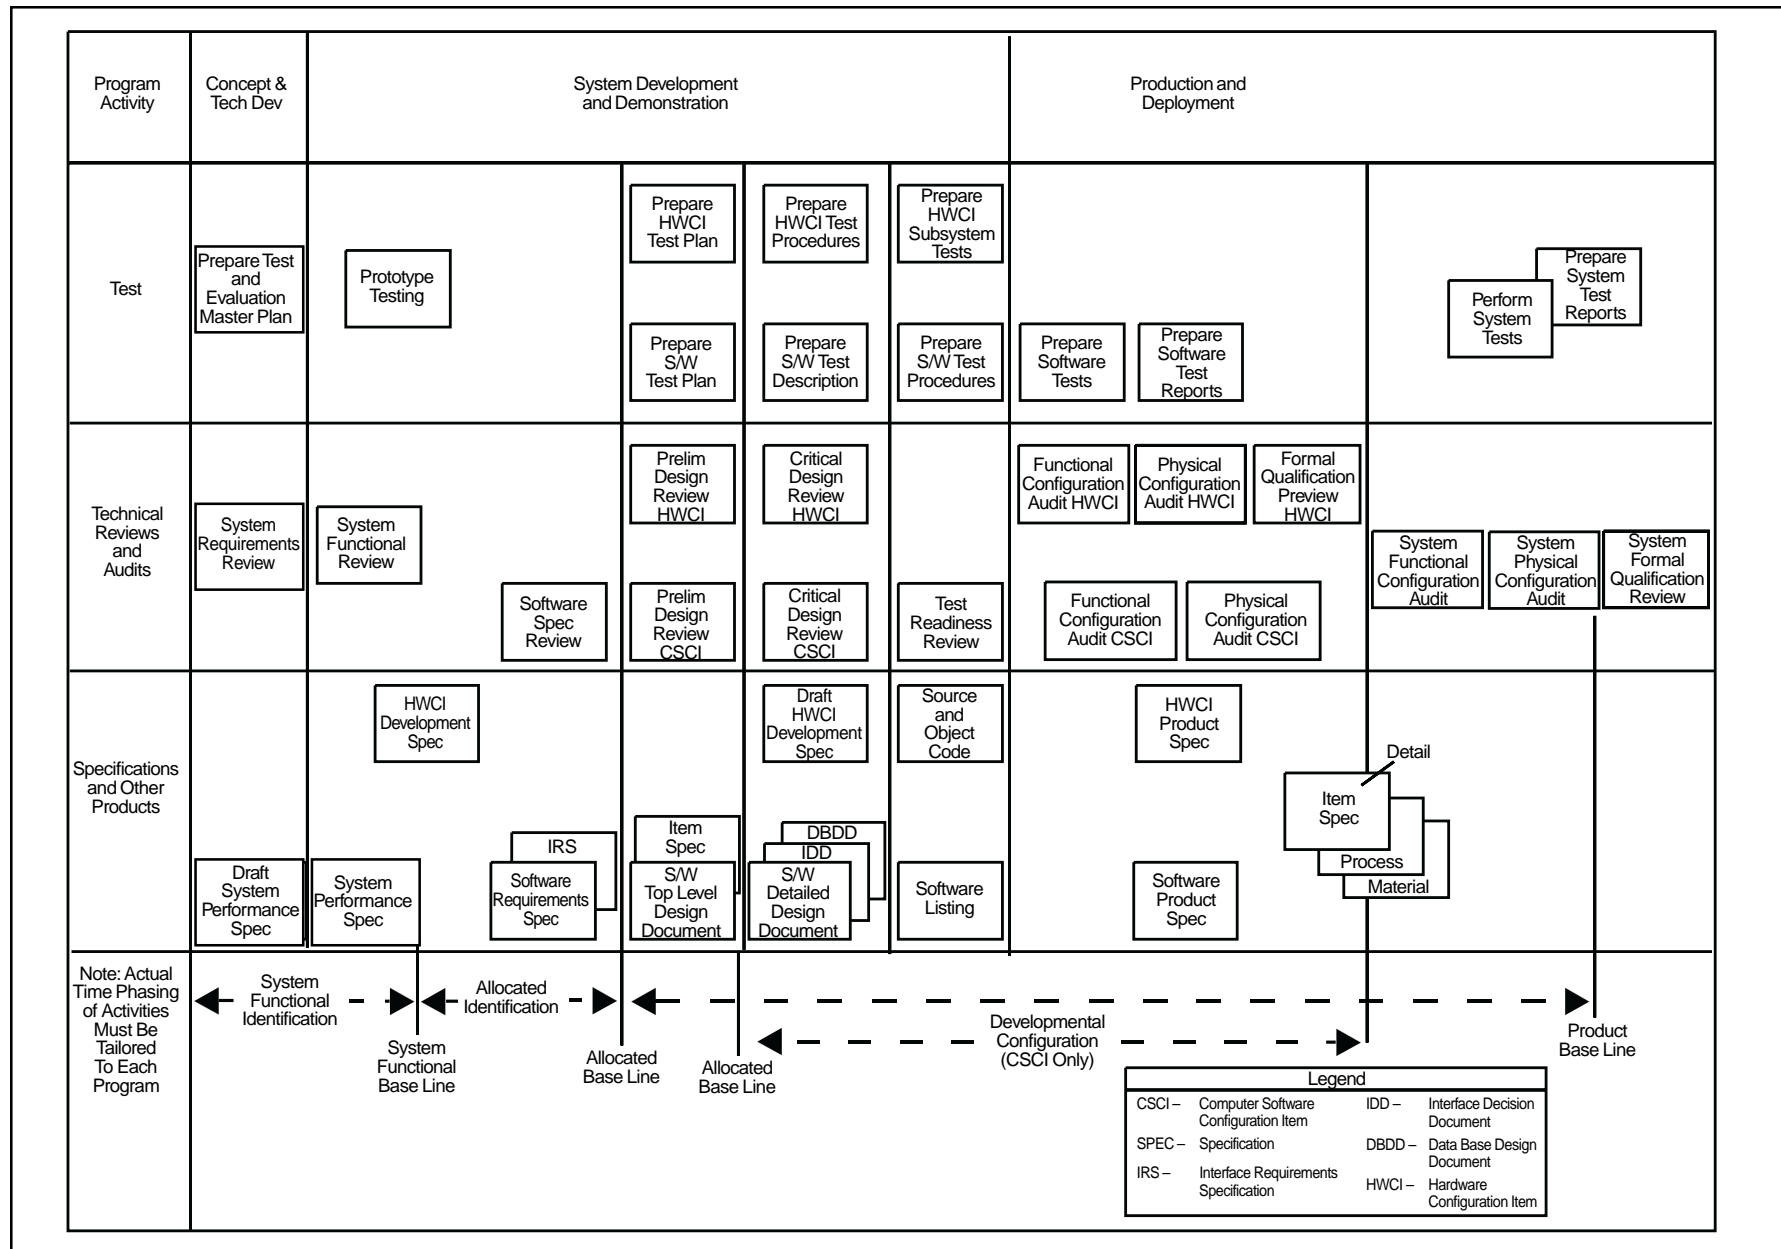 Program
Activity
Concept &
Tech Dev
System Development
and Demonstration
Production and
Deployment
Test
Prepare Test
and
Evaluation
Master Plan
Prototype
Testing
Prepare
HWCI
Test Plan
Prepare
HWCI Test
Procedures
Prepare
HWCI
Subsystem
Tests
Prepare
S/W
Test Plan
Prepare
S/W Test
Description
Prepare
S/W Test
Procedures
Prepare
Software
Tests
Prepare
Software
Test
Reports
Perform
System
Tests
Prepare
System
Test
Reports
Technical
Reviews
and
Audits
System
Requirements
Review
System
Functional
Review
Software
Spec
Review
Prelim
Design
Review
HWCI
Critical
Design
Review
HWCI
Prelim
Design
Review
CSCI
Critical
Design
Review
CSCI
Test
Readiness
Review
Functional
Configuration
Audit HWCI
Physical
Configuration
Audit HWCI
Formal
Qualification
Preview
HWCI
Functional
Configuration
Audit CSCI
Physical
Configuration
Audit CSCI
System
Functional
Configuration
Audit
System
Physical
Configuration
Audit
System
Formal
Qualification
Review
Specifications
and Other
Products
HWCI
Development
Spec
Draft
HWCI
Development
Spec
Source
and
Object
Code
HWCI
Product
Spec
Detail
Item
Spec
Process
Material
Draft
System
Performance
Spec
System
Performance
Spec
IRS
Software
Requirements
Spec
Item
Spec
S/W
Top Level
Design
Document
DBDD
IDD
S/W
Detailed
Design
Document
Software
Listing
Software
Product
Spec
Note: Actual
Time Phasing
of Activities
Must Be
Tailored
To Each
Program
System
Functional
Identification
Allocated
Identification
System
Functional
Base Line
Allocated
Base Line
Allocated
Base Line
Developmental
Configuration
(CSCI Only)
Product
Base Line
Legend
CSCI – Computer Software
Configuration Item
SPEC – Specification
IRS – Interface Requirements
Specification
IDD – Interface Decision
Document
DBDD – Data Base Design
Document
HWCI – Hardware
Configuration Item